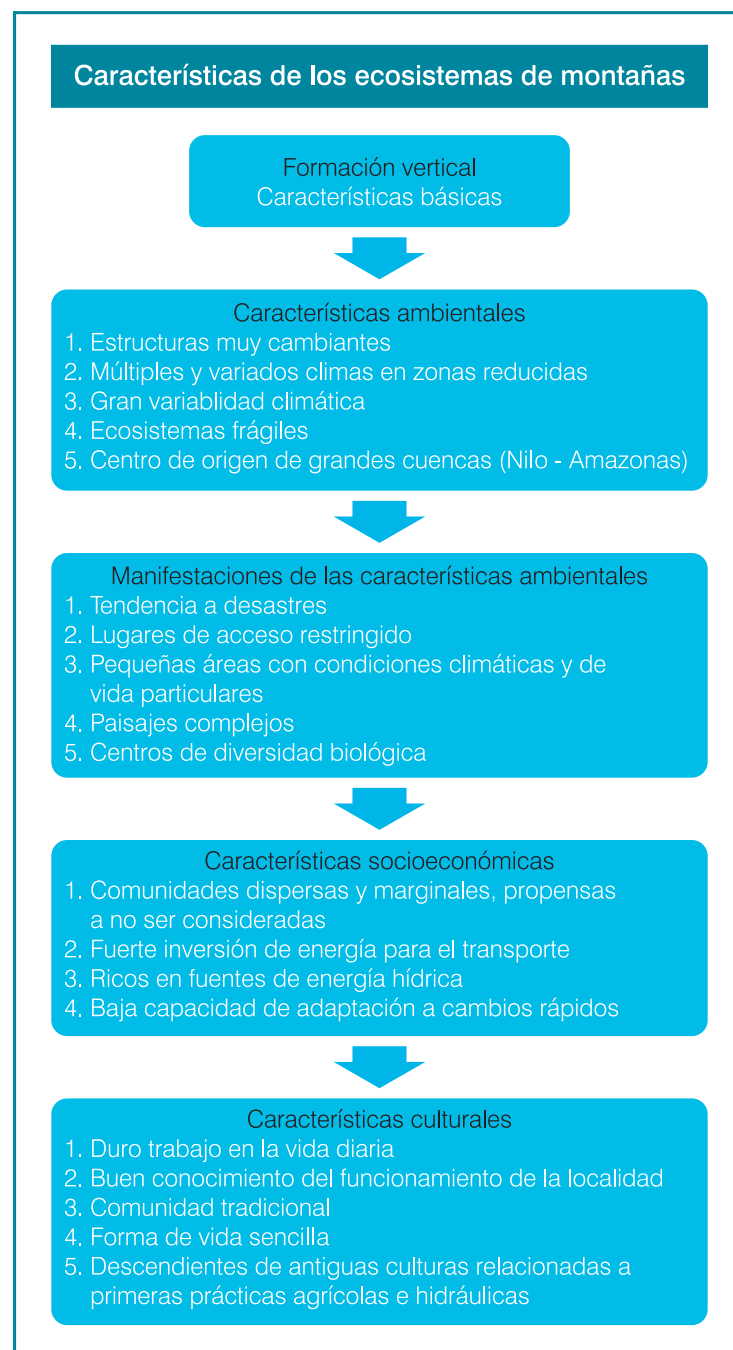 Características de los ecosistemas de montañas
Formación vertical
Características básicas
Características ambientales
1. Estructuras muy cambiantes
2. Múltiples y variados climas en zonas reducidas
3. Gran variablidad climática
4. Ecosistemas frágiles
5. Centro de origen de grandes cuencas (Nilo - Amazonas)
Manifestaciones de las características ambientales
1. Tendencia a desastres
2. Lugares de acceso restringido
3. Pequeñas áreas con condiciones climáticas y de
vida particulares
4. Paisajes complejos
5. Centros de diversidad biológica
Características socioeconómicas
1. Comunidades dispersas y marginales, propensas
a no ser consideradas
2. Fuerte inversión de energía para el transporte
3. Ricos en fuentes de energía hídrica
4. Baja capacidad de adaptación a cambios rápidos
Características culturales
1. Duro trabajo en la vida diaria
2. Buen conocimiento del funcionamiento de la localidad
3. Comunidad tradicional
4. Forma de vida sencilla
5. Descendientes de antiguas culturas relacionadas a
primeras prácticas agrícolas e hidráulicas